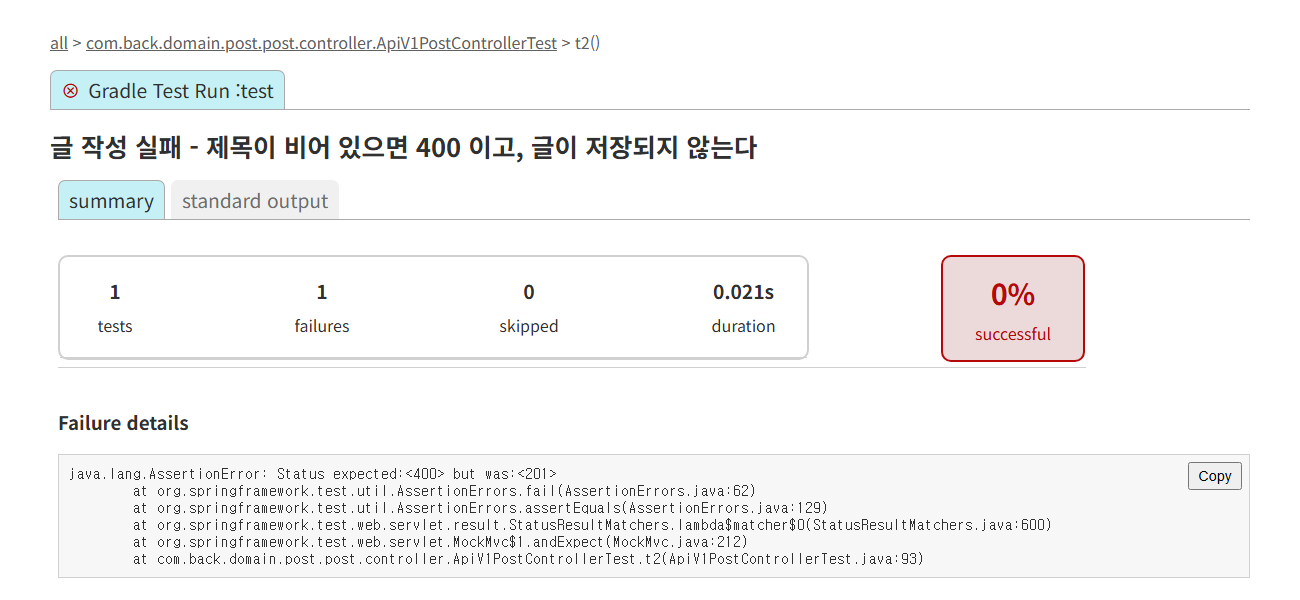 all > com.back.domain.post.post.controller.ApiV1PostControllerTest > t2()
Gradle Test Run :test
글 작성 실패 - 제목이 비어 있으면 400 이고, 글이 저장되지 않는다
summary standard output
1 1 0 0.021s 0%
tests failures skipped duration successful
Failure details
java.lang.AssertionError: Status expected:<400> but was:<201>
Copy
at org.springframework.test.util.AssertionErrors.fail(AssertionErrors.java:62)
at org.springframework.test.util.AssertionErrors.assertEquals(AssertionErrors.java:129)
at org.springframework.test.web.servlet.result.StatusResultMatchers.lambda$matcher$0(StatusResultMatchers.java:600)
at org.springframework.test.web.servlet.MockMvc$1.andExpect(MockMvc.java:212)
at com.back.domain.post.post.controller.ApiV1PostControllerTest.t2(ApiV1PostControllerTest.java:93)